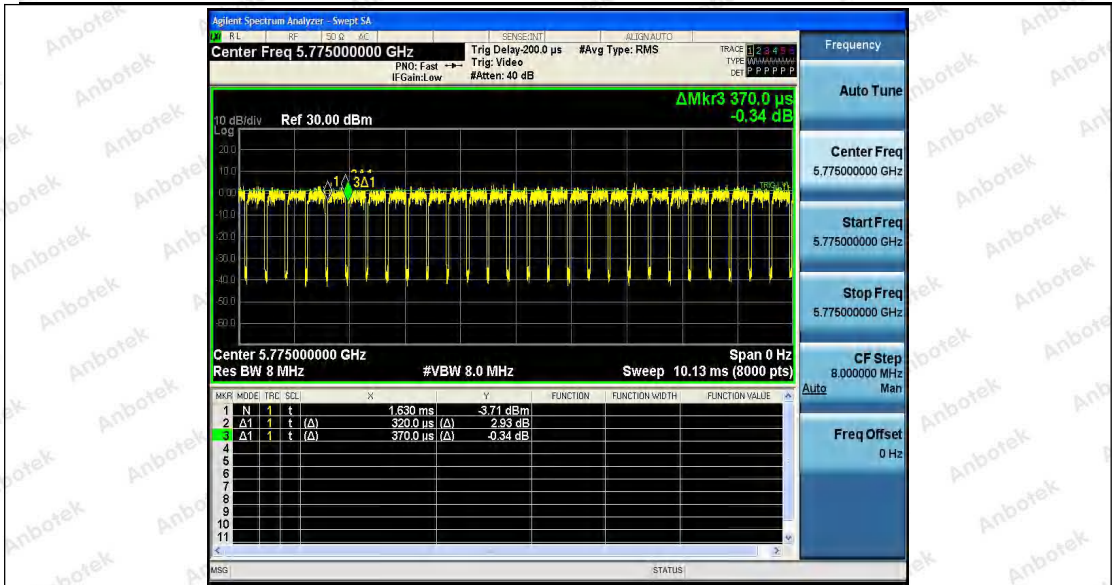 Agilent Spectrum Analyzer - Swept SA
LXI RL RF 50 Ω AC SENSE:INT ALIGNAUTO
Center Freq 5.775000000 GHz
PNO: Fast
IFGain:Low
Trig Delay-200.0 µs #Avg Type: RMS
Trig: Video
#Atten: 40 dB
TRACE 1 2 3 4 5 6
TYPE
DET P P P P P P
ΔMkr3 370.0 µs
-0.34 dB
10 dB/div Ref 30.00 dBm
Log
20.0
10.0
0.00
-10.0
-20.0
-30.0
-40.0
-50.0
-60.0
1
3Δ1
TRIG LVL
Center 5.775000000 GHz Span 0 Hz
Res BW 8 MHz #VBW 8.0 MHz Sweep 10.13 ms (8000 pts)
MKR MODE TRC SCL X Y FUNCTION FUNCTION WIDTH FUNCTION VALUE
1 N 1 t 1.630 ms -3.71 dBm
2 Δ1 1 t (Δ) 320.0 µs (Δ) 2.93 dB
3 Δ1 1 t (Δ) 370.0 µs (Δ) -0.34 dB
4
5
6
7
8
9
10
11
MSG STATUS
Frequency
Auto Tune
Center Freq
5.775000000 GHz
Start Freq
5.775000000 GHz
Stop Freq
5.775000000 GHz
CF Step
8.000000 MHz
Auto Man
Freq Offset
0 Hz
Anbotek